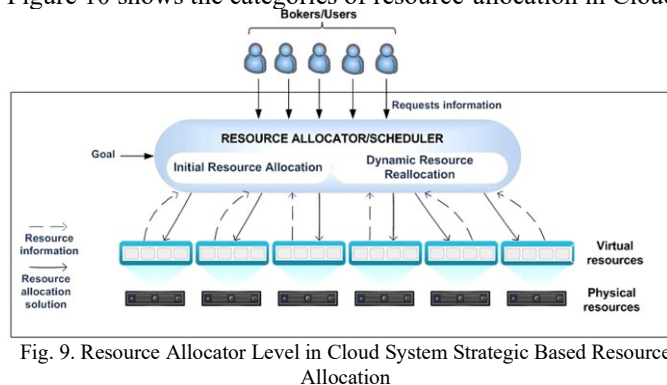 Figure 10 shows the categories of resource allocation in Cloud
Bokers/Users
Requests information
RESOURCE ALLOCATOR/SCHEDULER
Goal
Initial Resource Allocation
Dynamic Resource
Reallocation
Resource
information
Resource
allocation
solution
Virtual
resources
Physical
resources
Fig. 9. Resource Allocator Level in Cloud System Strategic Based Resource
Allocation